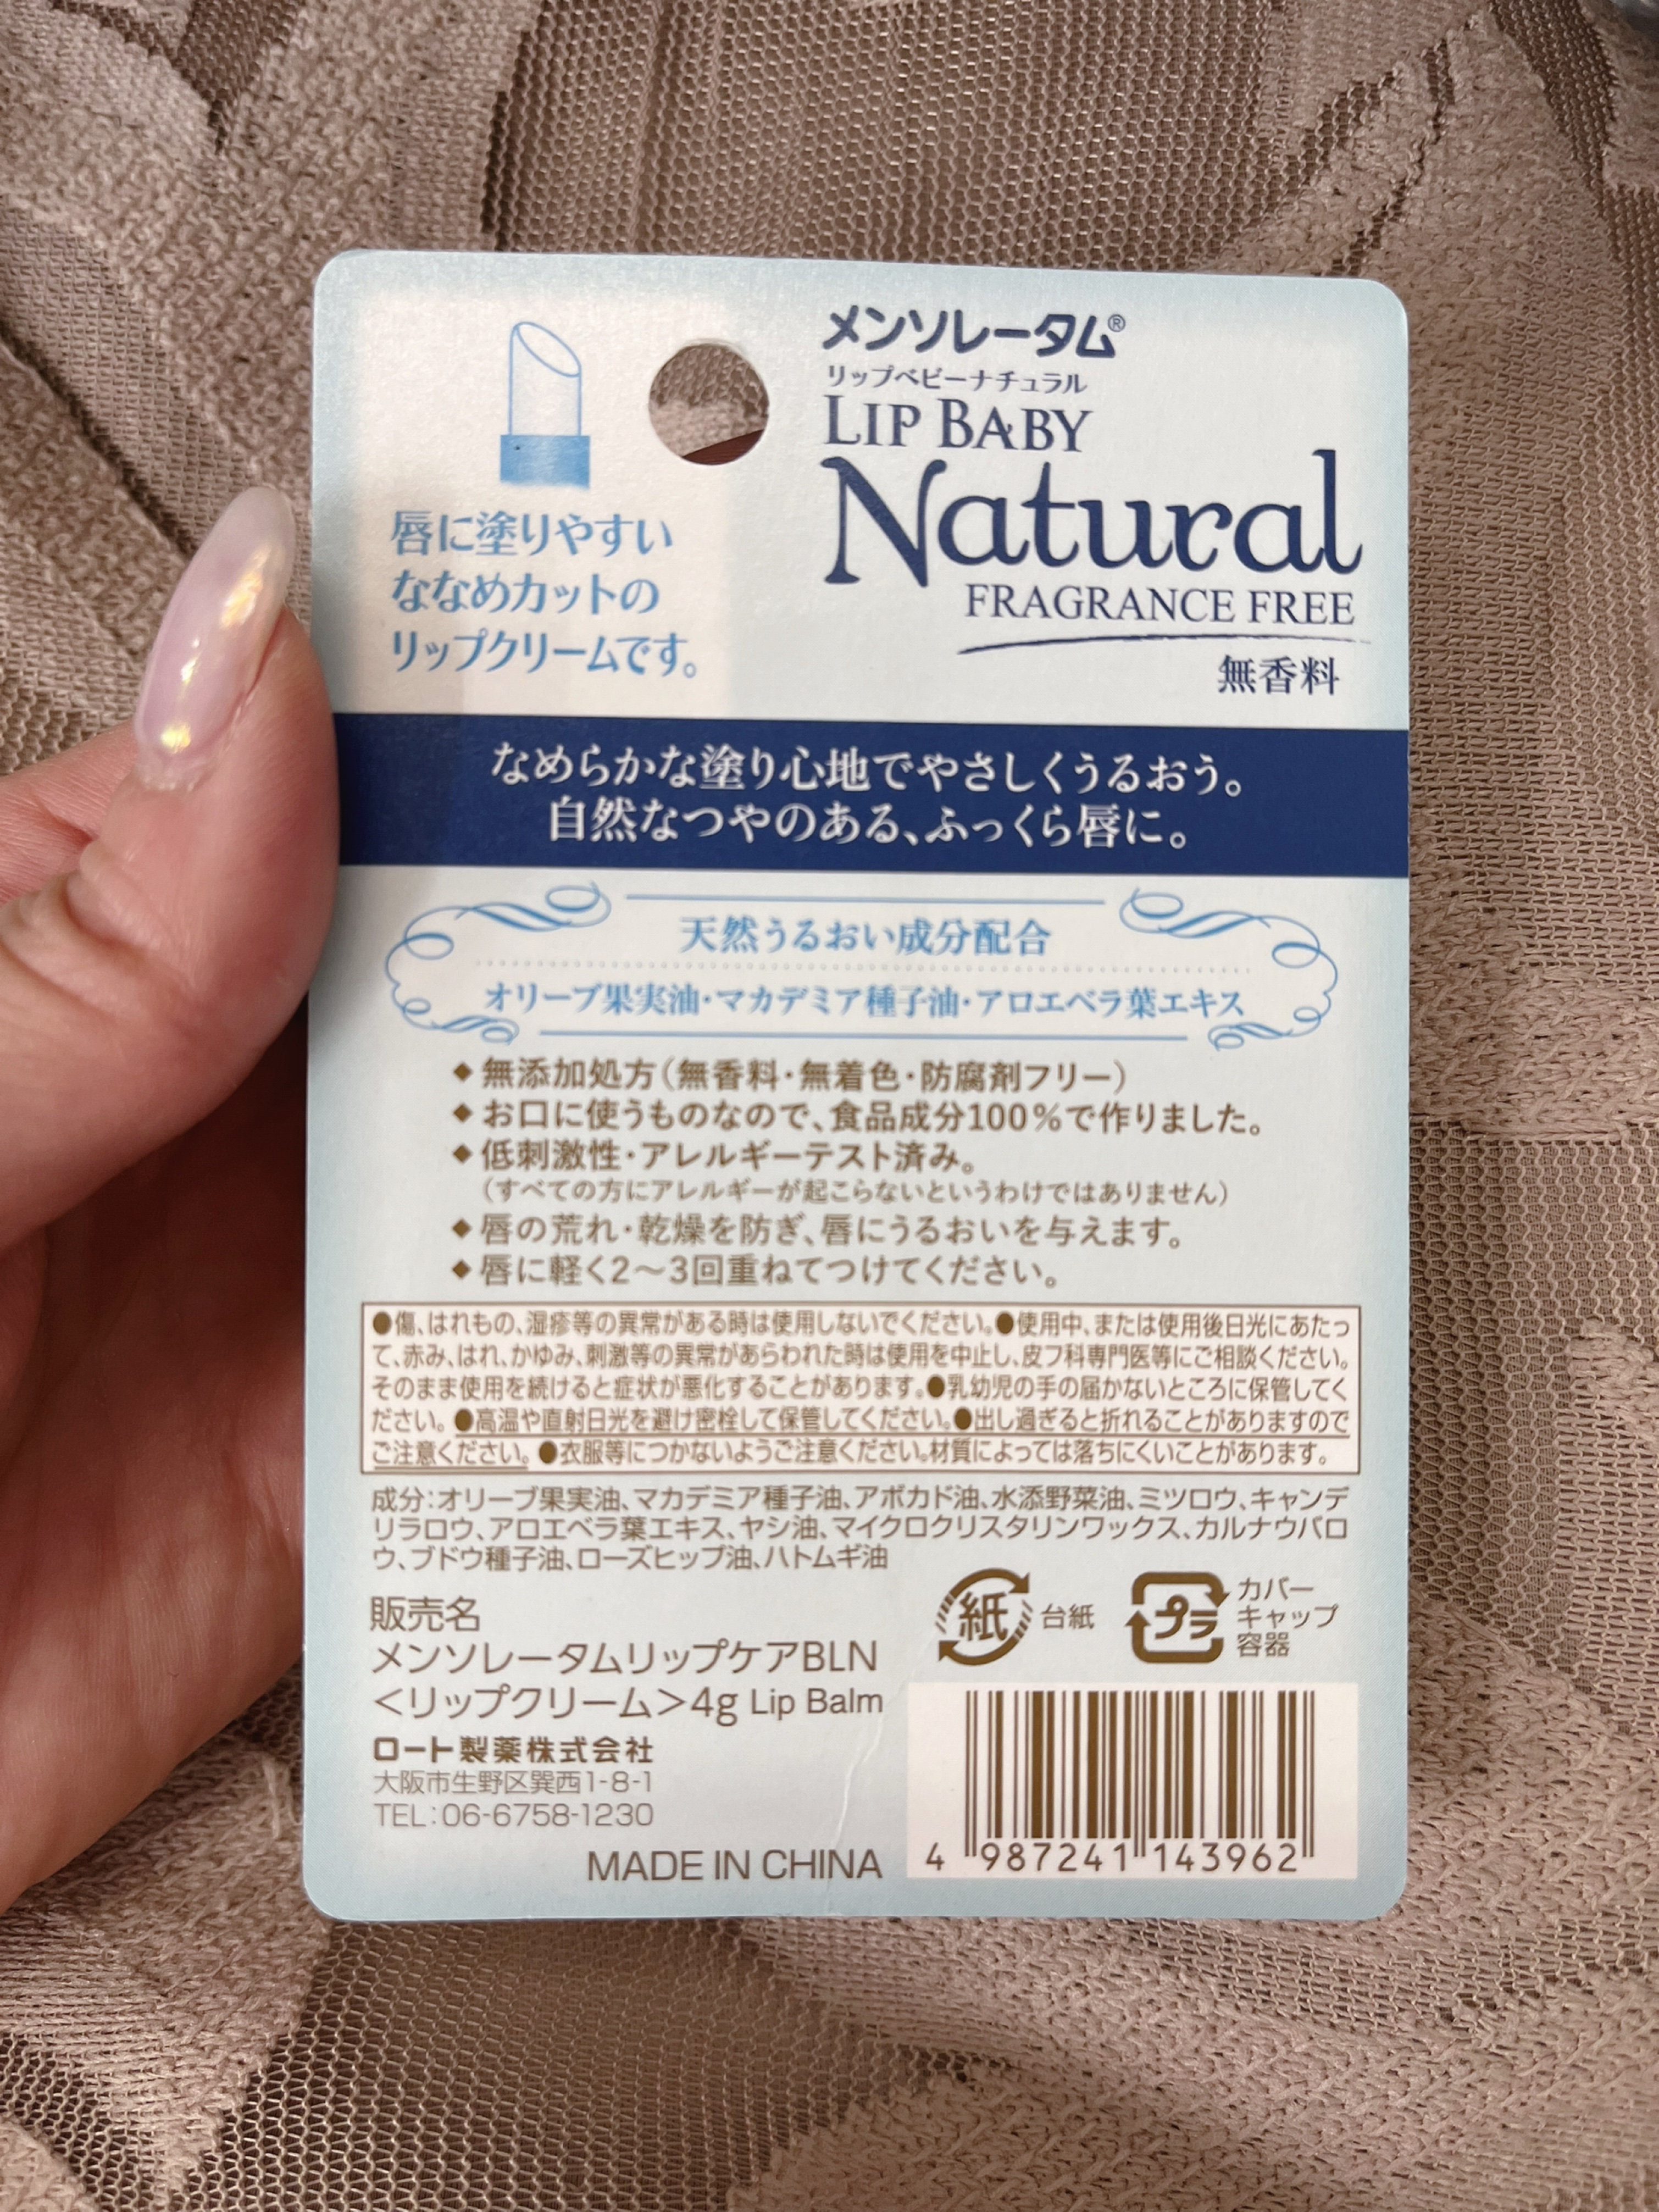 唇に塗りやすい
ななめカットの
リップクリームです。
メンソレータム®
リップベビーナチュラル
LIP BABY
Natural
FRAGRANCE FREE
無香料
なめらかな塗り心地でやさしくうるおう。
自然なつやのある、ふっくら唇に。
天然うるおい成分配合
オリーブ果実油・マカデミア種子油・アロエベラ葉エキス
◆無添加処方(無香料・無着色・防腐剤フリー)
◆お口に使うものなので、食品成分100%で作りました。
◆低刺激性・アレルギーテスト済み。
(すべての方にアレルギーが起こらないというわけではありません)
◆唇の荒れ・乾燥を防ぎ、唇にうるおいを与えます。
◆唇に軽く2〜3回重ねてつけてください。
●傷、はれもの、湿疹等の異常がある時は使用しないでください。●使用中、または使用後日光にあたっ
て、赤み、はれ、かゆみ、刺激等の異常があらわれた時は使用を中止し、皮フ科専門医等にご相談ください。
そのまま使用を続けると症状が悪化することがあります。●乳幼児の手の届かないところに保管してく
ださい。●高温や直射日光を避け密栓して保管してください。●出し過ぎると折れることがありますので
ご注意ください。●衣服等につかないようご注意ください。材質によっては落ちにくいことがあります。
成分:オリーブ果実油、マカデミア種子油、アボカド油、水添野菜油、ミツロウ、キャンデ
リラロウ、アロエベラ葉エキス、ヤシ油、マイクロクリスタリンワックス、カルナウバロ
ウ、ブドウ種子油、ローズヒップ油、ハトムギ油
販売名
メンソレータムリップケアBLN
<リップクリーム>4g Lip Balm
ロート製薬株式会社
大阪市生野区巽西1-8-1
TEL:06-6758-1230
MADE IN CHINA
紙 台紙
プラ カバー
キャップ
容器
4 987241 143962